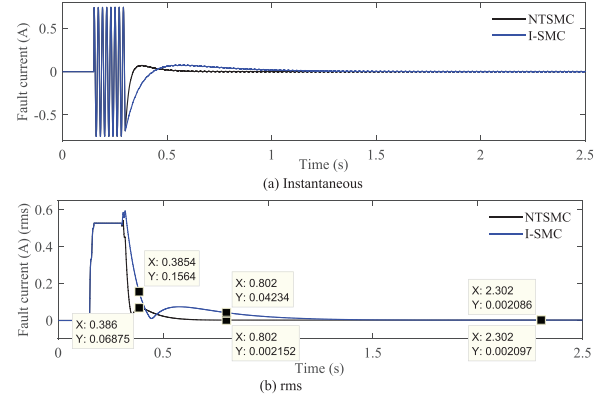 Fault current (A)
0.5
0
-0.5
NTSMC
I-SMC
0 0.5 1 1.5 2 2.5
Time (s)
(a) Instantaneous
Fault current (A) (rms)
0.6
0.4
0.2
0
NTSMC
I-SMC
X: 0.3854
Y: 0.1564
X: 0.802
Y: 0.04234
X: 2.302
Y: 0.002086
X: 0.386
Y: 0.06875
X: 0.802
Y: 0.002152
X: 2.302
Y: 0.002097
0 0.5 1 1.5 2 2.5
Time (s)
(b) rms